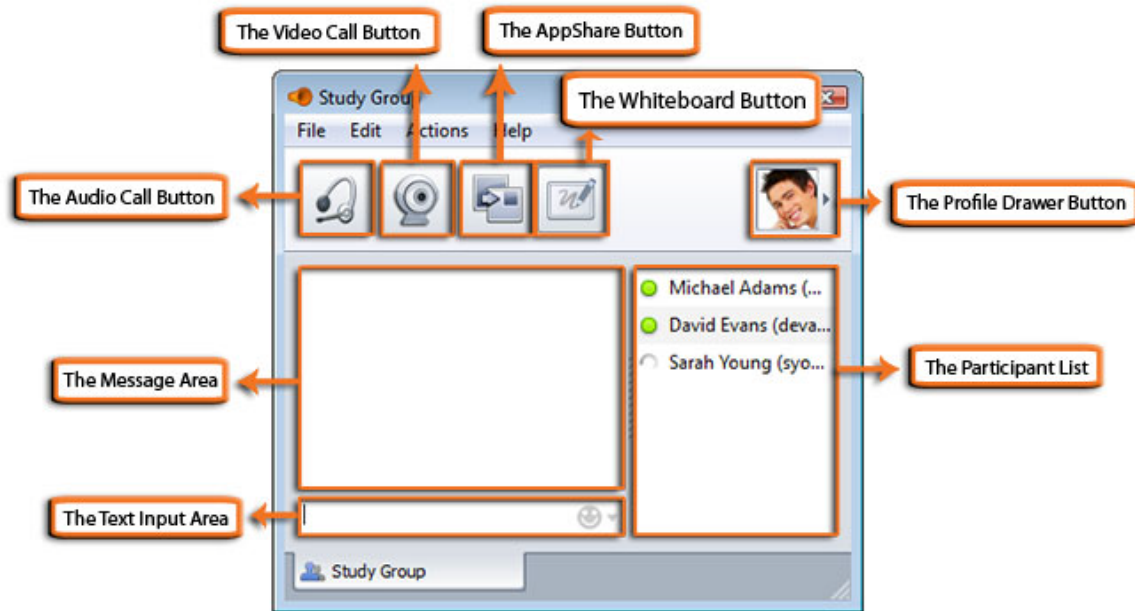 The Video Call Button
The AppShare Button
Study Group
The Whiteboard Button
File Edit Actions Help
The Audio Call Button
The Profile Drawer Button
Michael Adams (...
David Evans (deva...
Sarah Young (syo...
The Message Area
The Participant List
The Text Input Area
Study Group